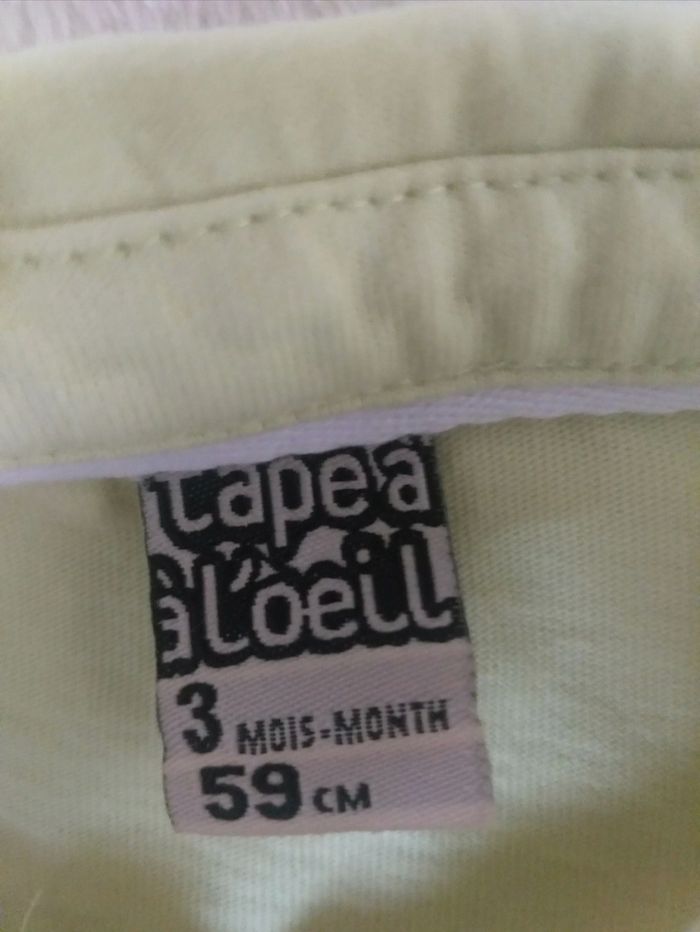 tape à
à l'oeil
3 MOIS-MONTH
59 CM